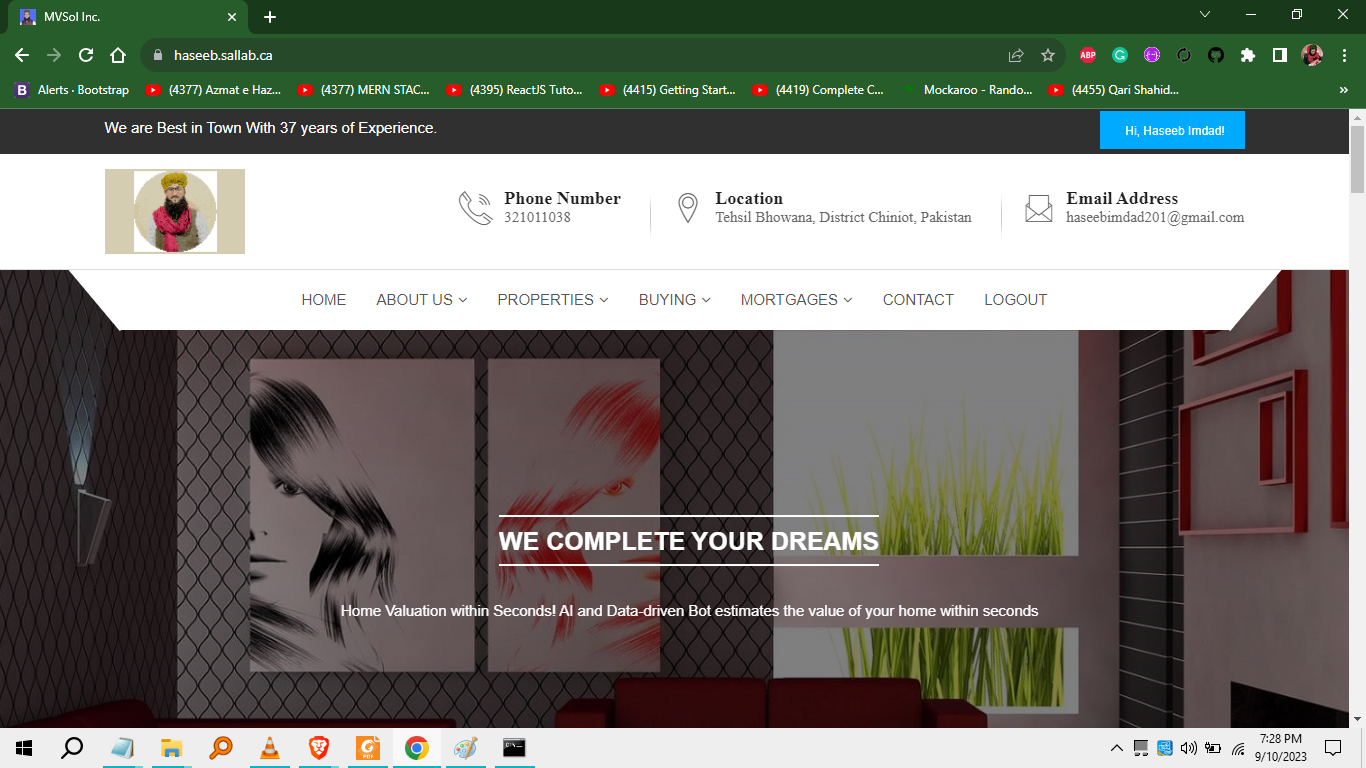 MVSol Inc.
haseeb.sallab.ca
ABP
Alerts · Bootstrap
(4377) Azmat e Haz...
(4377) MERN STAC...
(4395) ReactJS Tuto...
(4415) Getting Start...
(4419) Complete C...
Mockaroo - Rando...
(4455) Qari Shahid...
We are Best in Town With 37 years of Experience.
Hi, Haseeb Imdad!
Phone Number
321011038
Location
Tehsil Bhowana, District Chiniot, Pakistan
Email Address
haseebimdad201@gmail.com
HOME ABOUT US PROPERTIES BUYING MORTGAGES CONTACT LOGOUT
WE COMPLETE YOUR DREAMS
Home Valuation within Seconds! AI and Data-driven Bot estimates the value of your home within seconds
7:28 PM
9/10/2023